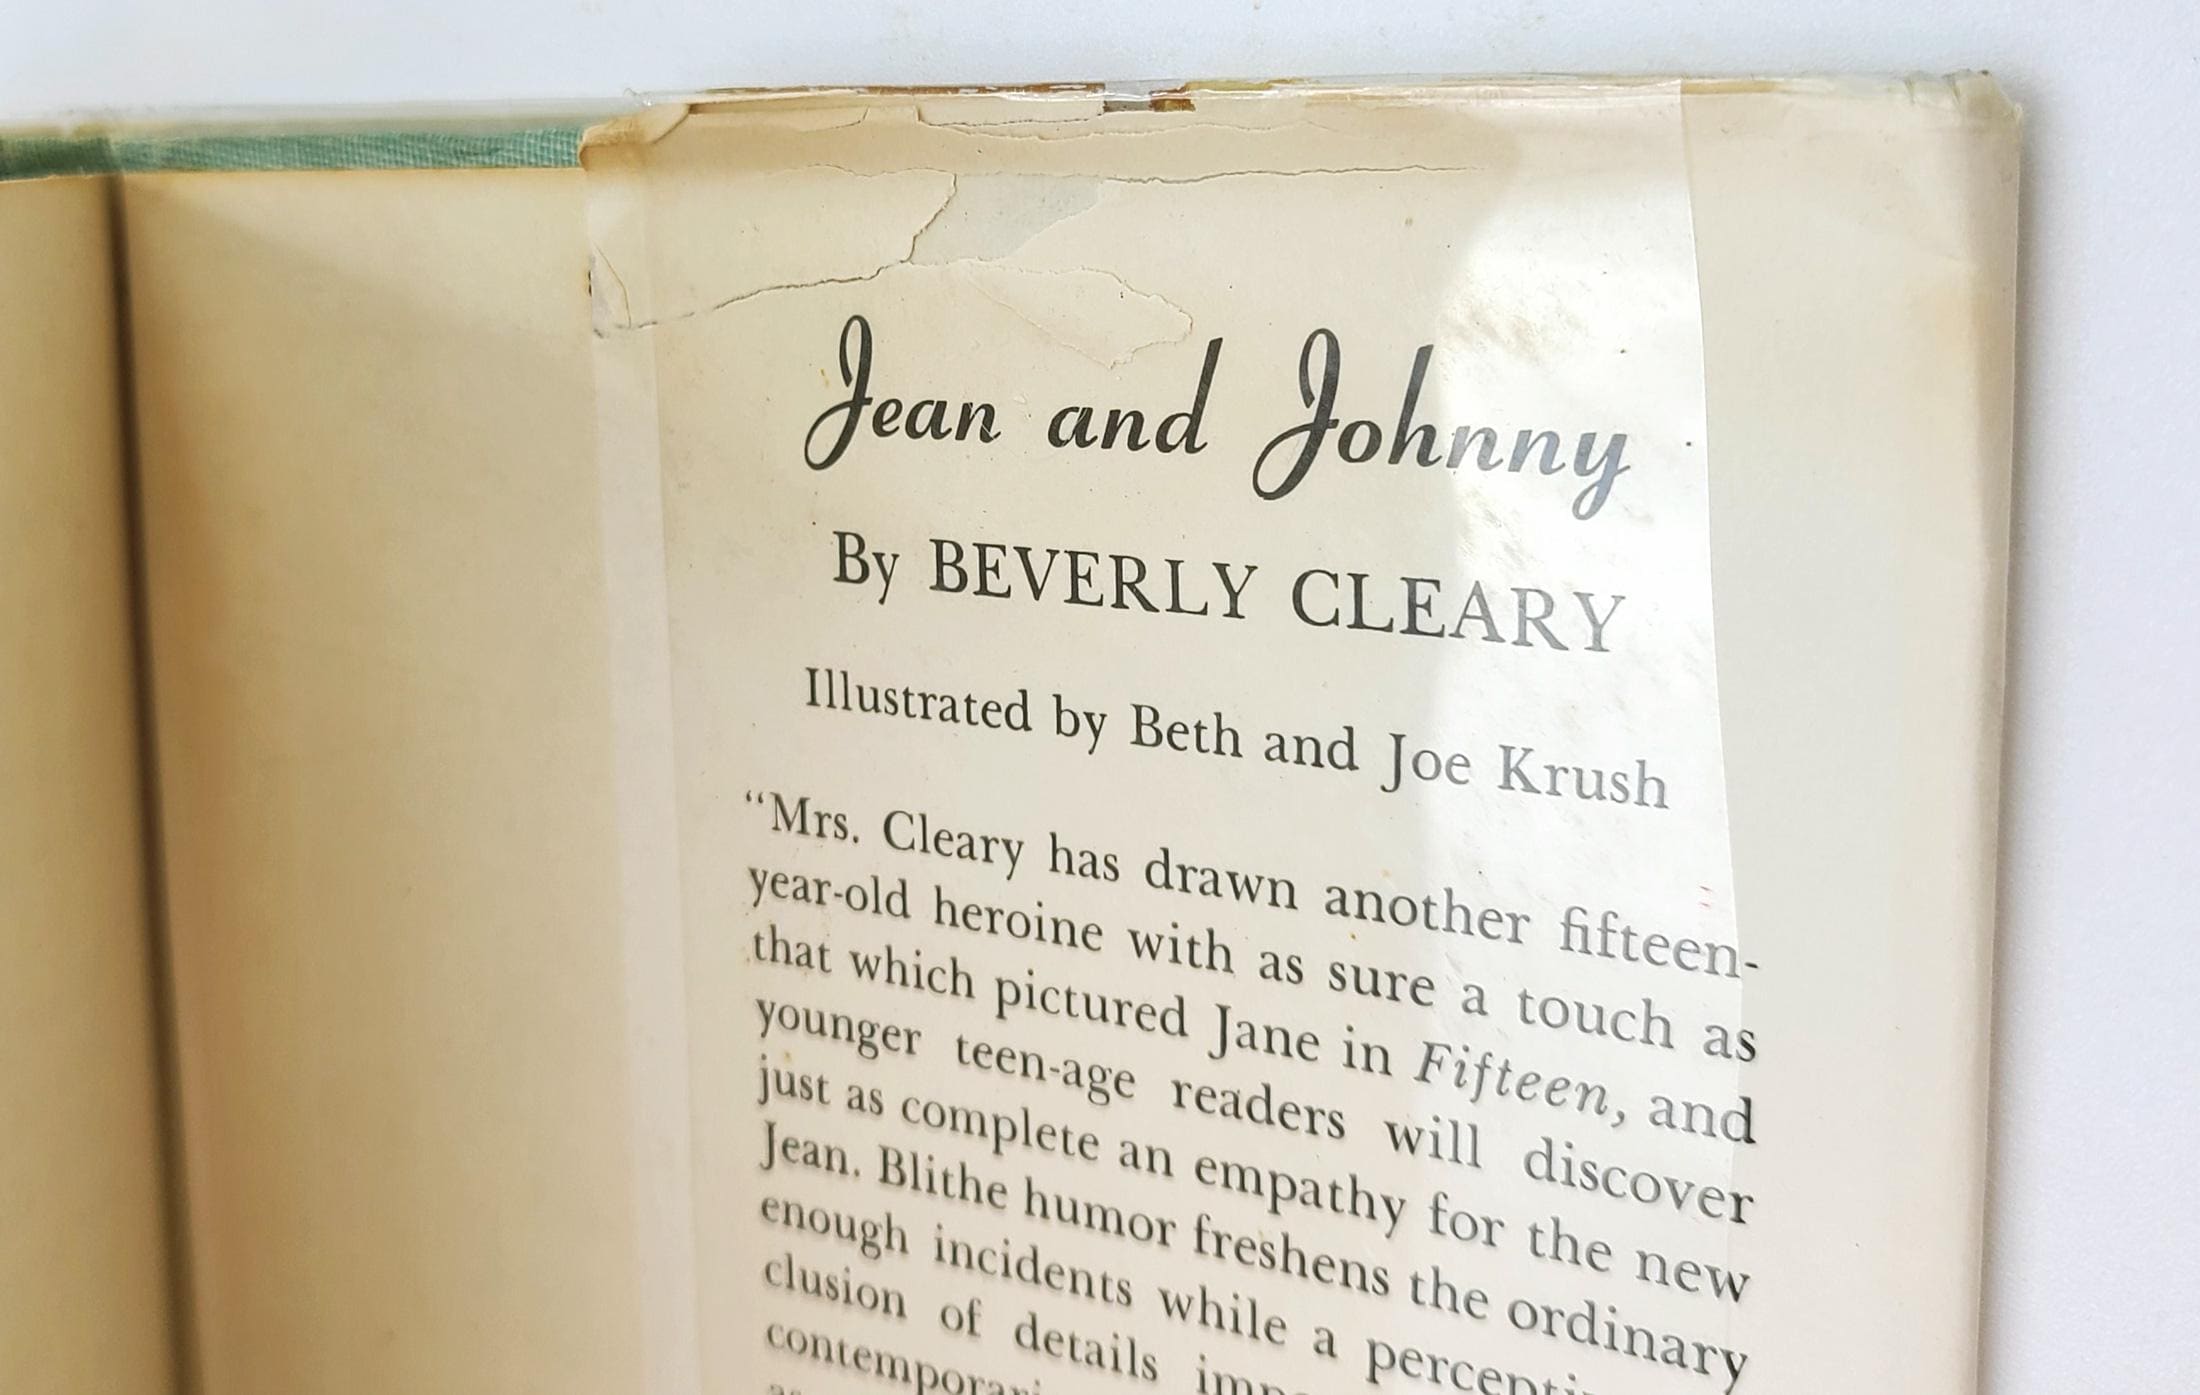 Jean and Johnny
By BEVERLY CLEARY
Illustrated by Beth and Joe Krush
“Mrs. Cleary has drawn another fifteen-
year-old heroine with as sure a touch as
that which pictured Jane in Fifteen, and
younger teen-age readers will discover
just as complete an empathy for the new
Jean. Blithe humor freshens the ordinary
enough incidents while a
clusion of details